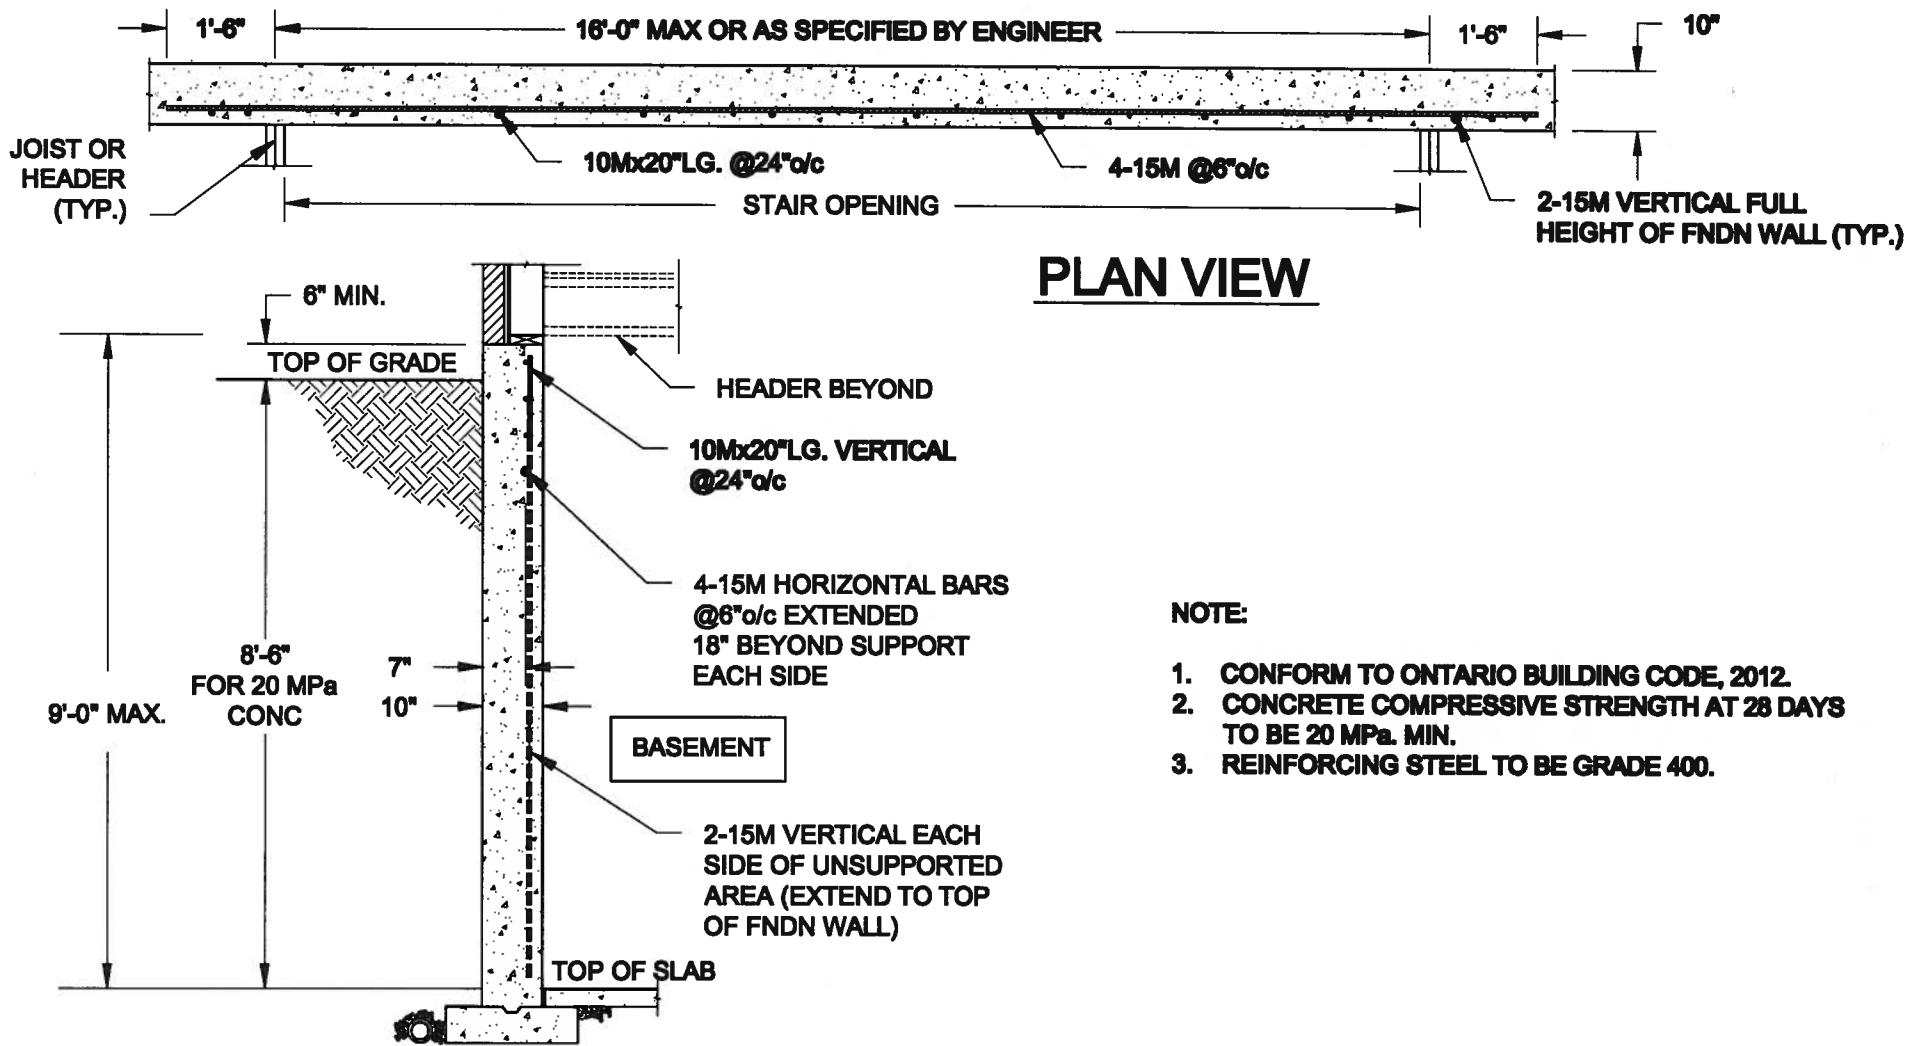 1'-6"
16'-0" MAX OR AS SPECIFIED BY ENGINEER
1'-6"
10"
JOIST OR
HEADER
(TYP.)
10Mx20"LG. @24"o/c
4-15M @6"o/c
STAIR OPENING
2-15M VERTICAL FULL
HEIGHT OF FNDN WALL (TYP.)
PLAN VIEW
6" MIN.
TOP OF GRADE
HEADER BEYOND
10Mx20"LG. VERTICAL
@24"o/c
4-15M HORIZONTAL BARS
@6"o/c EXTENDED
18" BEYOND SUPPORT
EACH SIDE
8'-6"
FOR 20 MPa
CONC
7"
10"
9'-0" MAX.
BASEMENT
2-15M VERTICAL EACH
SIDE OF UNSUPPORTED
AREA (EXTEND TO TOP
OF FNDN WALL)
TOP OF SLAB
NOTE:
1. CONFORM TO ONTARIO BUILDING CODE, 2012.
2. CONCRETE COMPRESSIVE STRENGTH AT 28 DAYS
TO BE 20 MPa. MIN.
3. REINFORCING STEEL TO BE GRADE 400.